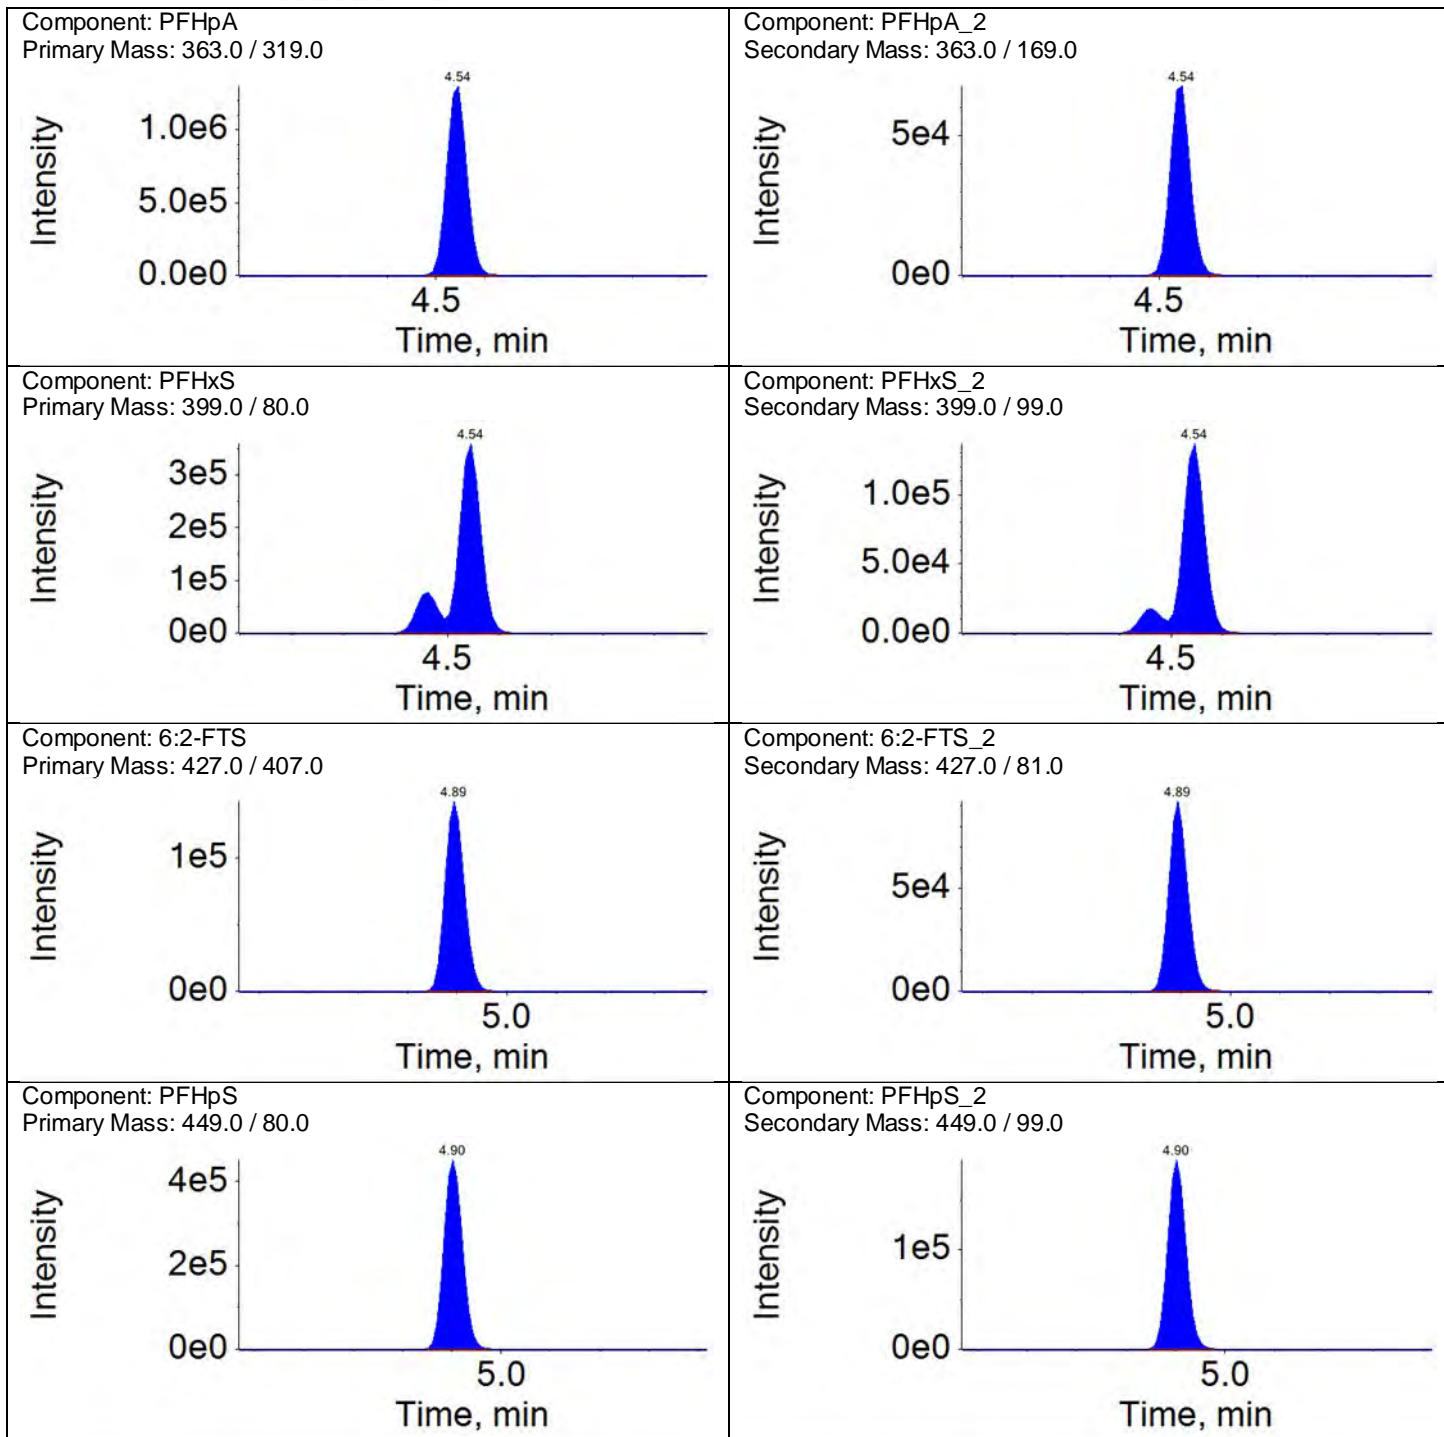 Component: PFHpA
Primary Mass: 363.0 / 319.0
4.54
Intensity
1.0e6
5.0e5
0.0e0
4.5
Time, min
Component: PFHpA_2
Secondary Mass: 363.0 / 169.0
4.54
Intensity
5e4
0e0
4.5
Time, min
Component: PFHxS
Primary Mass: 399.0 / 80.0
4.54
Intensity
3e5
2e5
1e5
0e0
4.5
Time, min
Component: PFHxS_2
Secondary Mass: 399.0 / 99.0
4.54
Intensity
1.0e5
5.0e4
0.0e0
4.5
Time, min
Component: 6:2-FTS
Primary Mass: 427.0 / 407.0
4.89
Intensity
1e5
0e0
5.0
Time, min
Component: 6:2-FTS_2
Secondary Mass: 427.0 / 81.0
4.89
Intensity
5e4
0e0
5.0
Time, min
Component: PFHpS
Primary Mass: 449.0 / 80.0
4.90
Intensity
4e5
2e5
0e0
5.0
Time, min
Component: PFHpS_2
Secondary Mass: 449.0 / 99.0
4.90
Intensity
1e5
0e0
5.0
Time, min